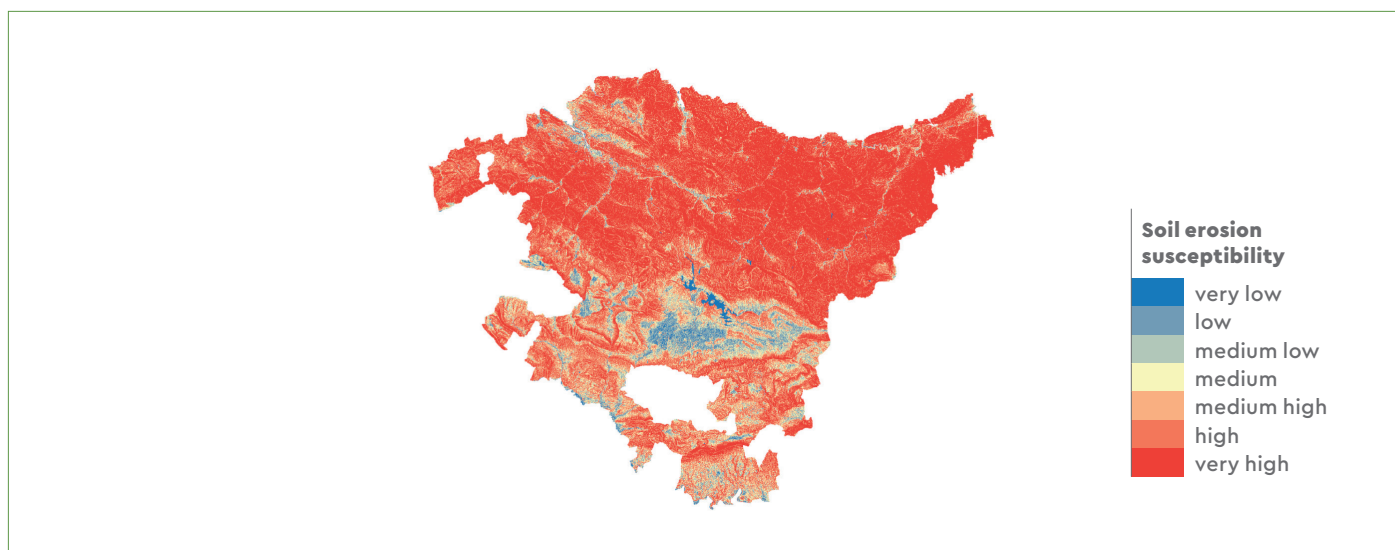 Soil erosion
susceptibility
very low
low
medium low
medium
medium high
high
very high